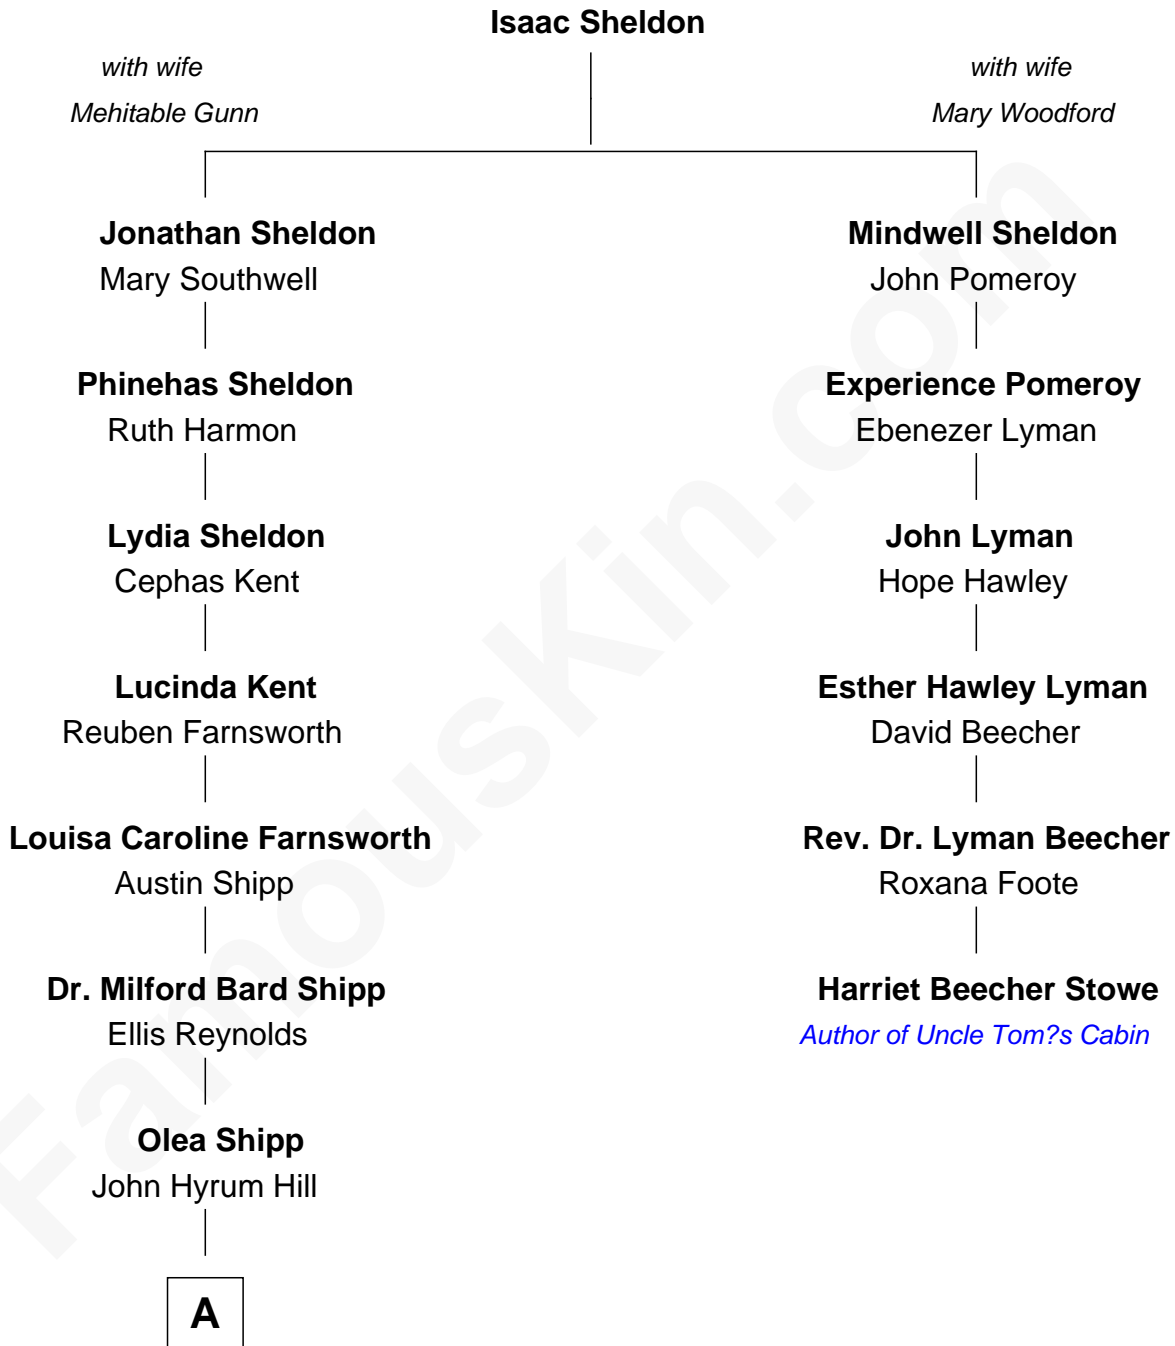 Isaac Sheldon
with wife
Mehitable Gunn
with wife
Mary Woodford
Jonathan Sheldon
Mary Southwell
Mindwell Sheldon
John Pomeroy
Phinehas Sheldon
Ruth Harmon
Experience Pomeroy
Ebenezer Lyman
Lydia Sheldon
Cephas Kent
John Lyman
Hope Hawley
Lucinda Kent
Reuben Farnsworth
Esther Hawley Lyman
David Beecher
Louisa Caroline Farnsworth
Austin Shipp
Rev. Dr. Lyman Beecher
Roxana Foote
Dr. Milford Bard Shipp
Ellis Reynolds
Harriet Beecher Stowe
Author of Uncle Tom?s Cabin
Olea Shipp
John Hyrum Hill
A
FamousKin.com